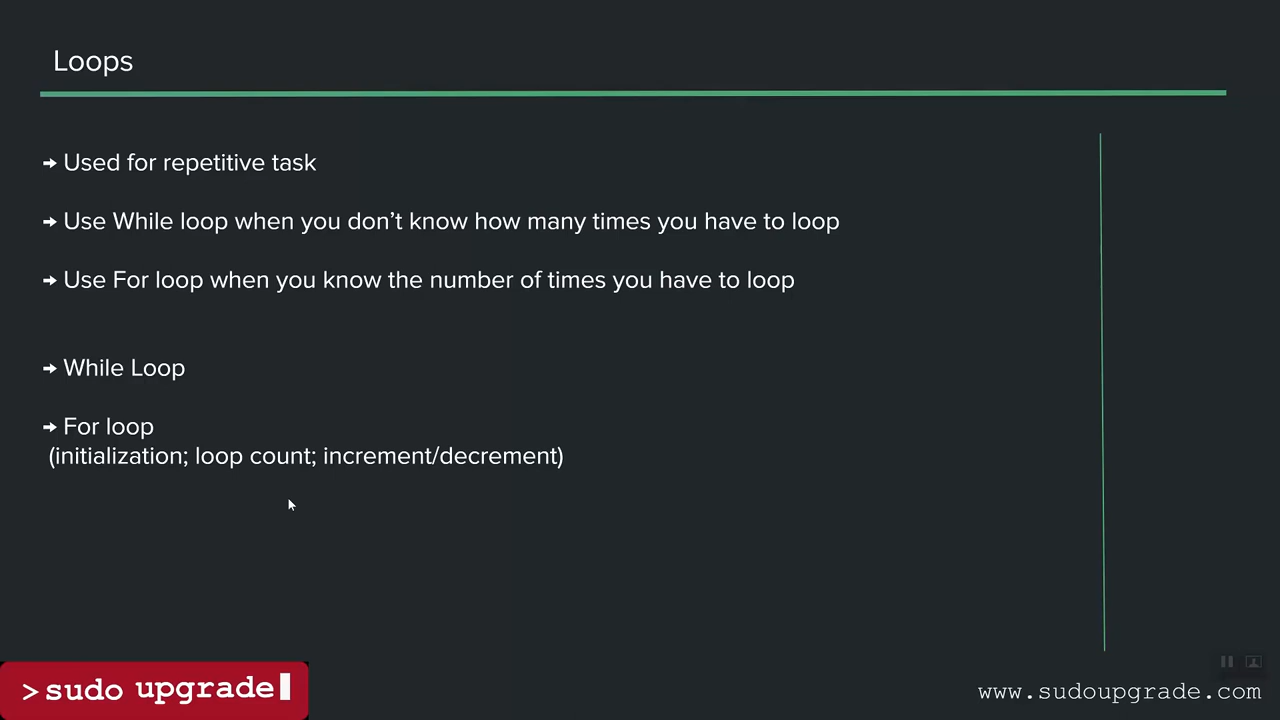 Loops
→ Used for repetitive task
→ Use While loop when you don’t know how many times you have to loop
→ Use For loop when you know the number of times you have to loop
→ While Loop
→ For loop
(initialization; loop count; increment/decrement)
>sudo upgrade
www.sudoupgrade.com